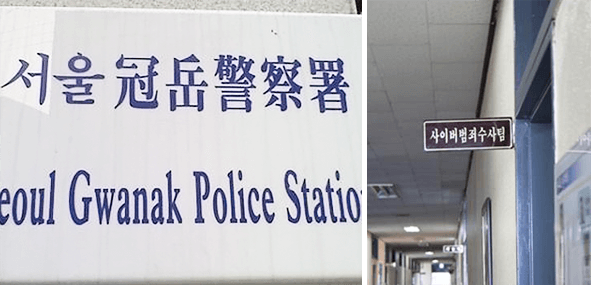 서울 冠岳警察署
eoul Gwanak Police Statio
사이버범죄수사팀